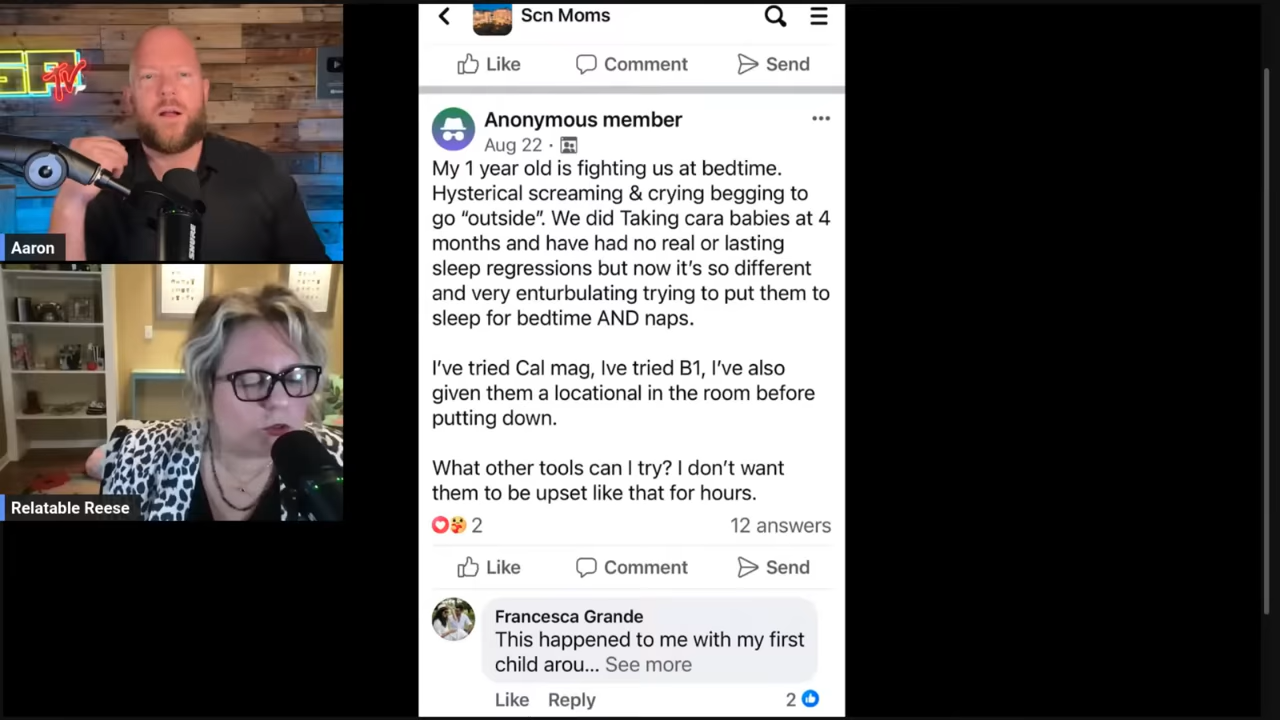 TV
Aaron
Relatable Reese
SHURE
Scn Moms
Like Comment Send
Anonymous member
Aug 22 ·
My 1 year old is fighting us at bedtime.
Hysterical screaming & crying begging to
go “outside”. We did Taking cara babies at 4
months and have had no real or lasting
sleep regressions but now it’s so different
and very enturbulating trying to put them to
sleep for bedtime AND naps.
I’ve tried Cal mag, Ive tried B1, I’ve also
given them a locational in the room before
putting down.
What other tools can I try? I don’t want
them to be upset like that for hours.
2 12 answers
Like Comment Send
Francesca Grande
This happened to me with my first
child arou... See more
Like Reply 2